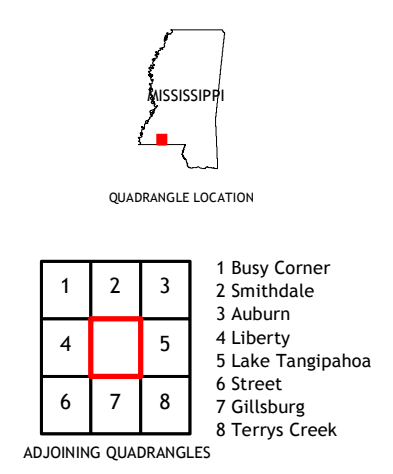 MISSISSIPPI
QUADRANGLE LOCATION
1 2 3
4 5
6 7 8
1 Busy Corner
2 Smithdale
3 Auburn
4 Liberty
5 Lake Tangipahoa
6 Street
7 Gillsburg
8 Terrys Creek
ADJOINING QUADRANGLES